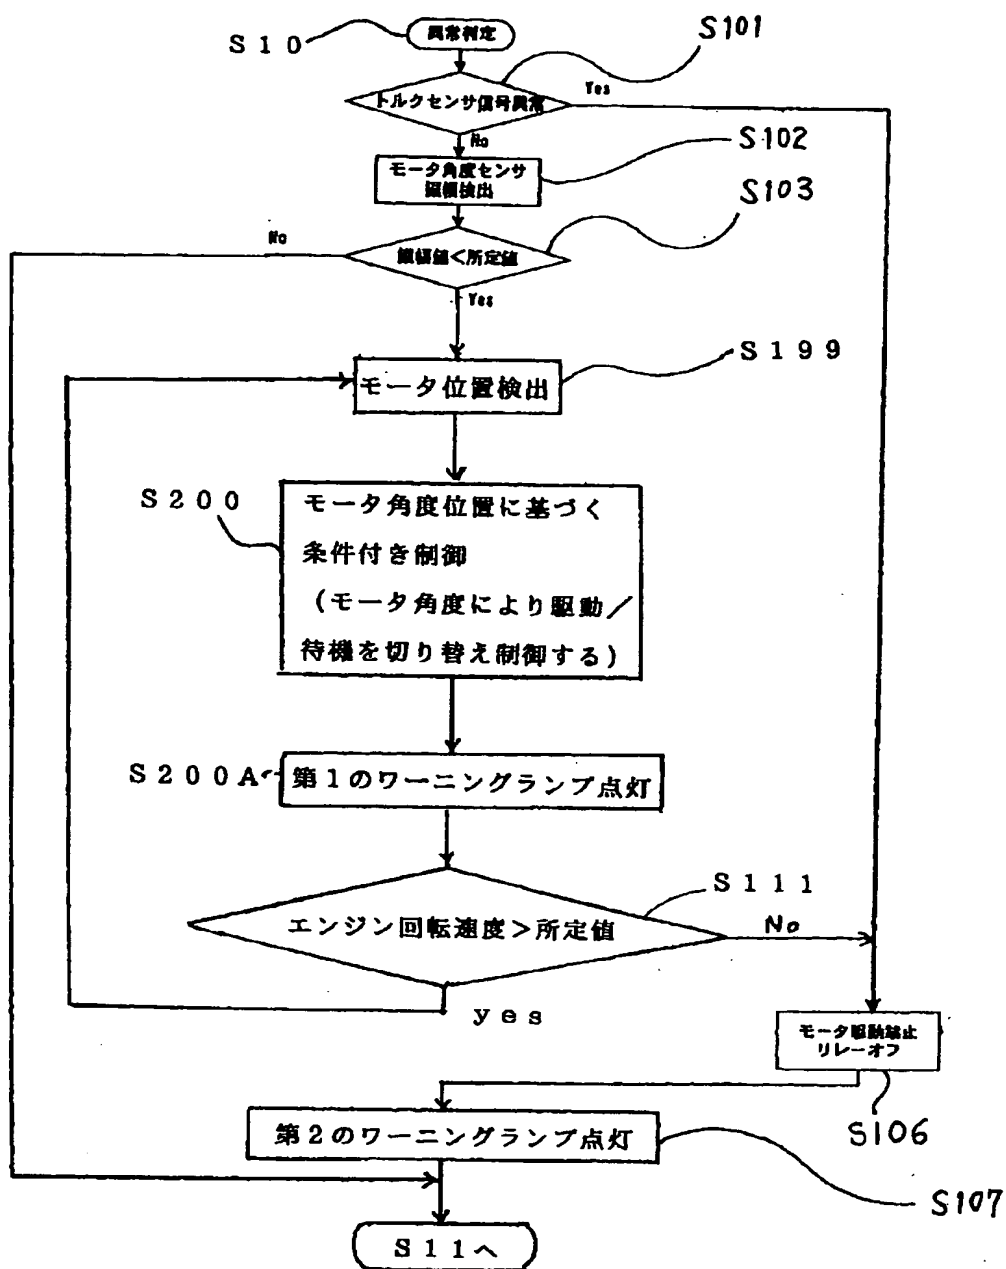 S10
異常判定
S101
トルクセンサ信号異常
Yes
No
S102
モータ角度センサ
振幅検出
S103
No
振幅値<所定値
Yes
S199
モータ位置検出
S200
モータ角度位置に基づく
条件付き制御
(モータ角度により駆動/
待機を切り替え制御する)
S200A
第1のワーニングランプ点灯
S111
エンジン回転速度>所定値
No
yes
モータ駆動禁止
リレーオフ
S106
第2のワーニングランプ点灯
S107
S11へ